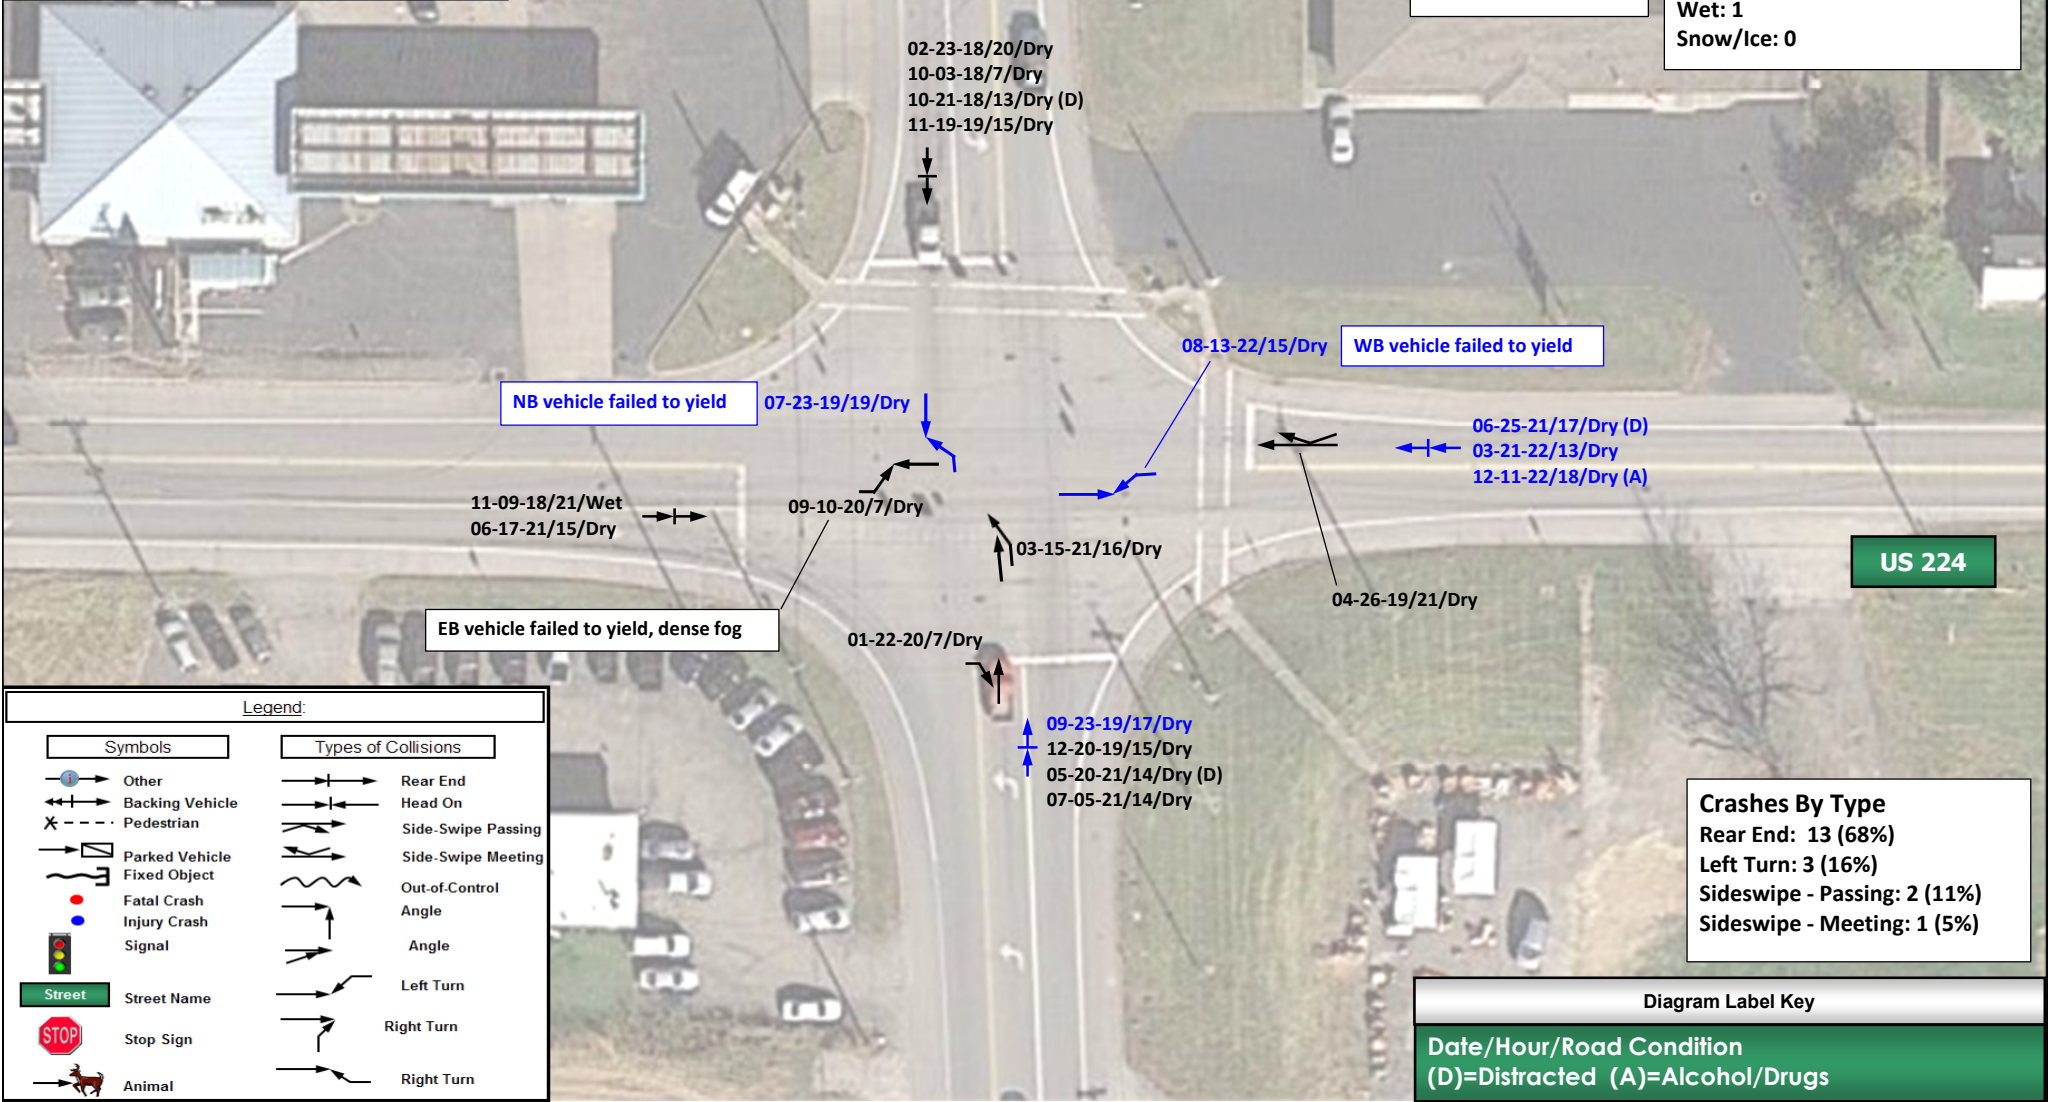 Wet: 1
Snow/Ice: 0
02-23-18/20/Dry
10-03-18/7/Dry
10-21-18/13/Dry (D)
11-19-19/15/Dry
08-13-22/15/Dry
WB vehicle failed to yield
NB vehicle failed to yield
07-23-19/19/Dry
06-25-21/17/Dry (D)
03-21-22/13/Dry
12-11-22/18/Dry (A)
11-09-18/21/Wet
06-17-21/15/Dry
09-10-20/7/Dry
03-15-21/16/Dry
US 224
04-26-19/21/Dry
EB vehicle failed to yield, dense fog
01-22-20/7/Dry
09-23-19/17/Dry
12-20-19/15/Dry
05-20-21/14/Dry (D)
07-05-21/14/Dry
Legend:
Symbols
Other
Backing Vehicle
Pedestrian
Parked Vehicle
Fixed Object
Fatal Crash
Injury Crash
Signal
Street
Street Name
STOP
Stop Sign
Animal
Types of Collisions
Rear End
Head On
Side-Swipe Passing
Side-Swipe Meeting
Out-of-Control
Angle
Angle
Left Turn
Right Turn
Right Turn
Crashes By Type
Rear End:  13 (68%)
Left Turn: 3 (16%)
Sideswipe - Passing: 2 (11%)
Sideswipe - Meeting: 1 (5%)
Diagram Label Key
Date/Hour/Road Condition
(D)=Distracted  (A)=Alcohol/Drugs